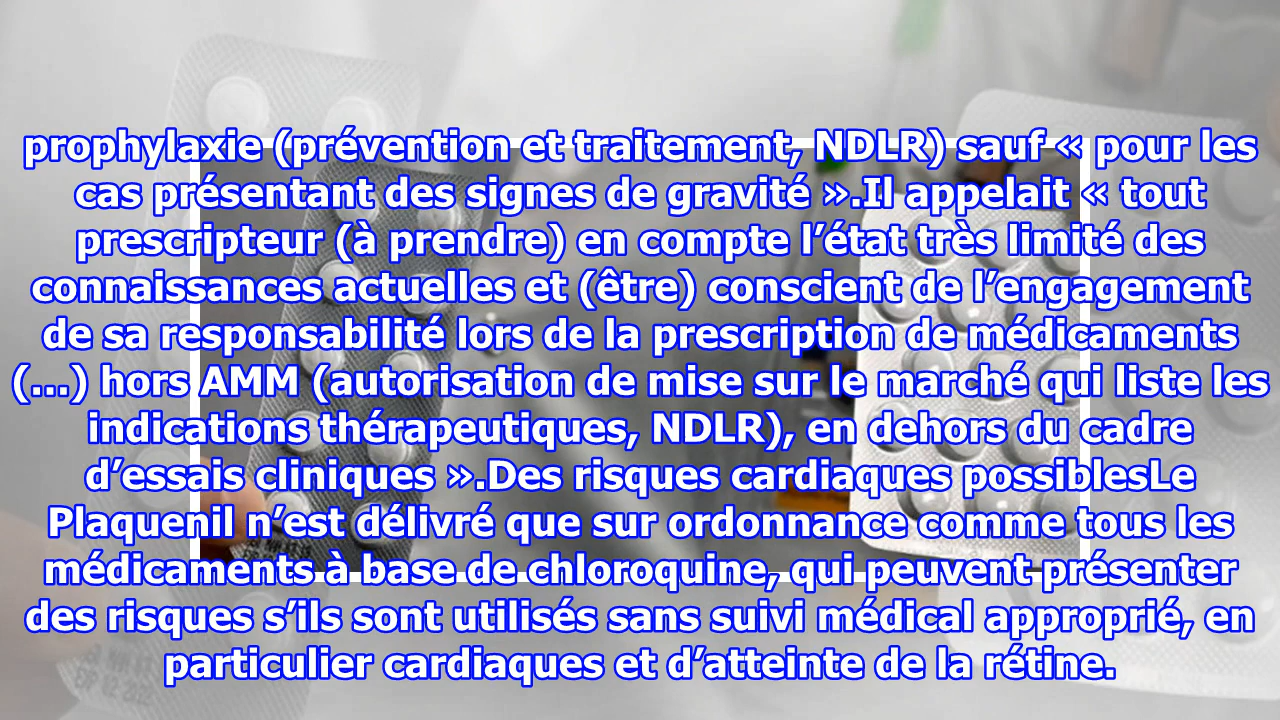 prophylaxie (prévention et traitement, NDLR) sauf « pour les
cas présentant des signes de gravité ».Il appelait « tout
prescripteur (à prendre) en compte l’état très limité des
connaissances actuelles et (être) conscient de l’engagement
de sa responsabilité lors de la prescription de médicaments
(…) hors AMM (autorisation de mise sur le marché qui liste les
indications thérapeutiques, NDLR), en dehors du cadre
d’essais cliniques ».Des risques cardiaques possiblesLe
Plaquenil n’est délivré que sur ordonnance comme tous les
médicaments à base de chloroquine, qui peuvent présenter
des risques s’ils sont utilisés sans suivi médical approprié, en
particulier cardiaques et d’atteinte de la rétine.